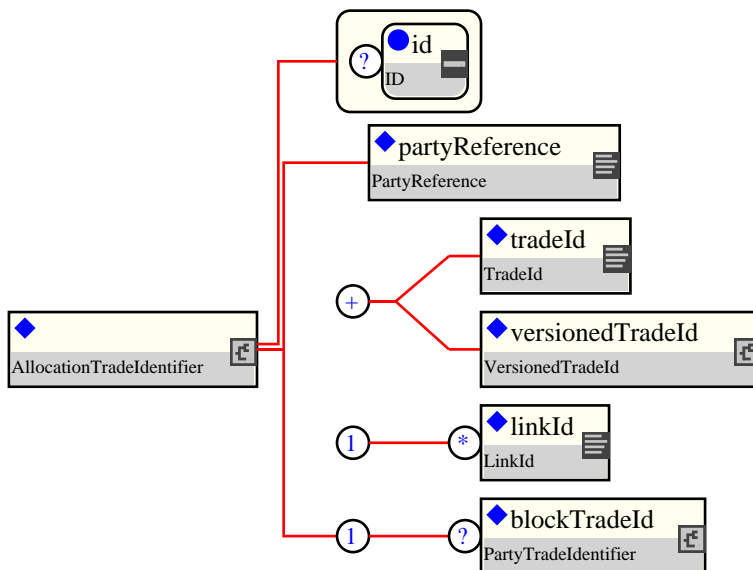 ? id
ID
partyReference
PartyReference
tradeId
TradeId
+
versionedTradeId
VersionedTradeId
AllocationTradeIdentifier
1 * linkId
LinkId
1 ? blockTradeId
PartyTradeIdentifier